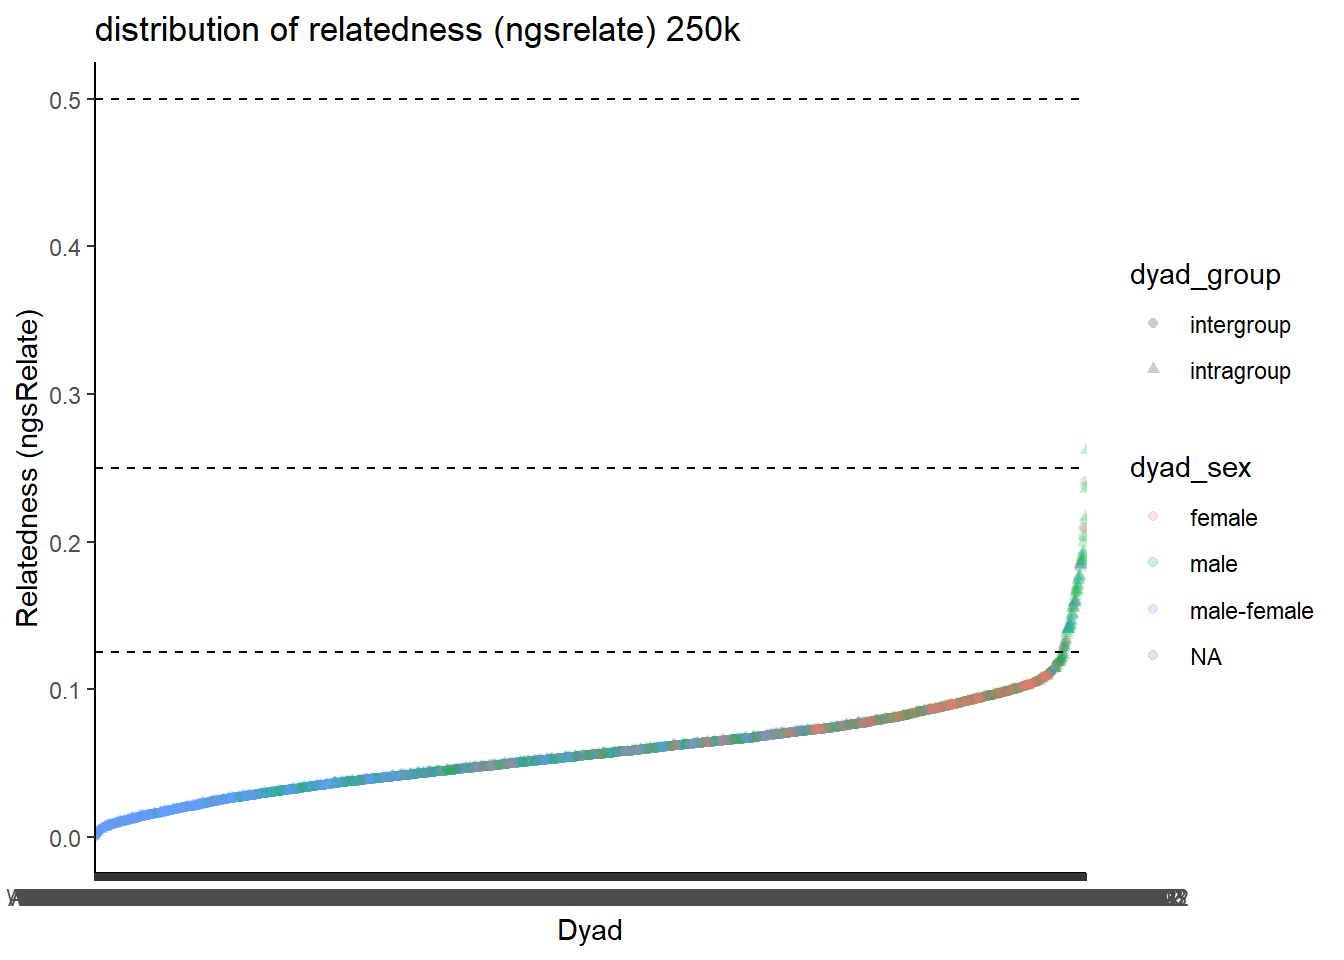 distribution of relatedness (ngsrelate) 250k
0.5
0.4
0.3
0.2
0.1
0.0
Relatedness (ngsRelate)
Dyad
dyad_group
intergroup
intragroup
dyad_sex
female
male
male-female
NA